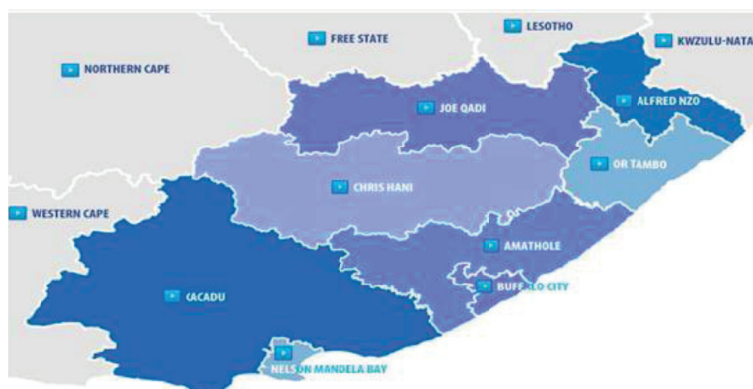 LESOTHO
FREE STATE
KWZULU-NATA
NORTHERN CAPE
ALFRED NZO
JOE QADI
OR TAMBO
CHRIS HANI
WESTERN CAPE
AMATHOLE
BUFFALO CITY
CACADU
NELSON MANDELA BAY